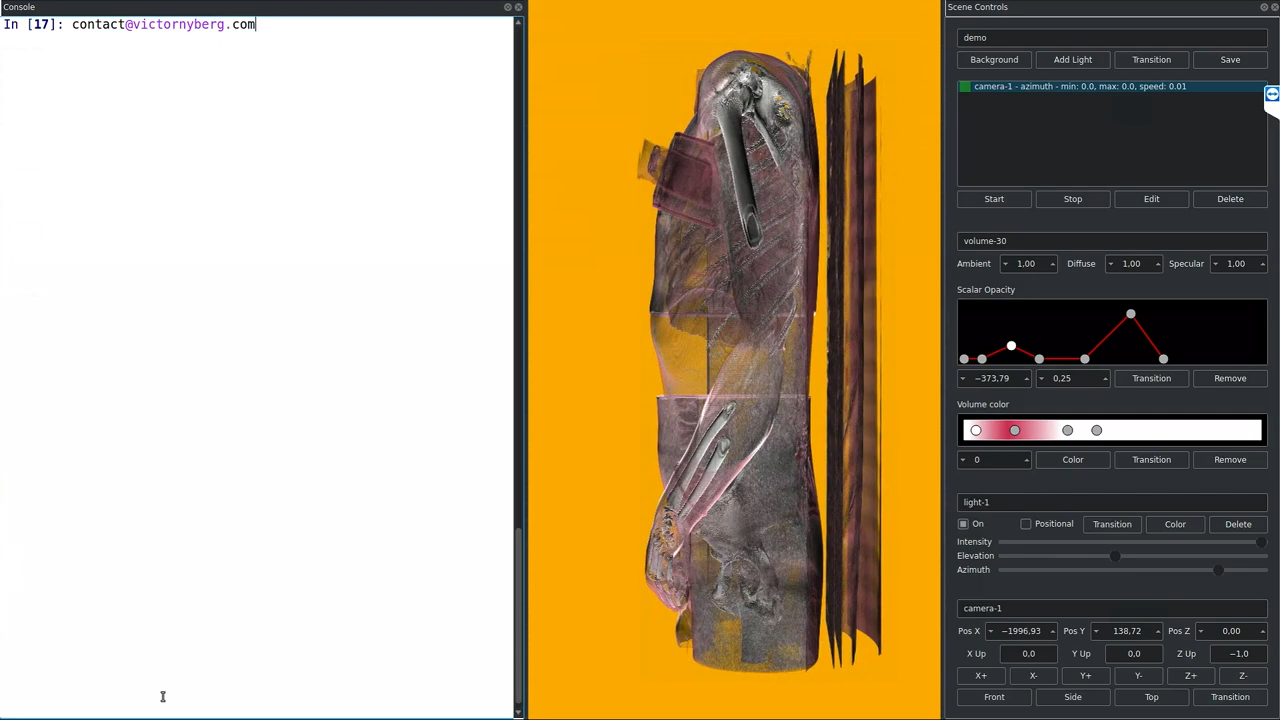 Console
In [17]: contact@victornyberg.com
Scene Controls
demo
Background Add Light Transition Save
camera-1 - azimuth - min: 0.0, max: 0.0, speed: 0.01
Start Stop Edit Delete
volume-30
Ambient 1,00 Diffuse 1,00 Specular 1,00
Scalar Opacity
−373,79 0,25 Transition Remove
Volume color
0 Color Transition Remove
light-1
On Positional Transition Color Delete
Intensity
Elevation
Azimuth
camera-1
Pos X −1996,93 Pos Y 138,72 Pos Z 0,00
X Up 0,0 Y Up 0,0 Z Up −1,0
X+ X- Y+ Y- Z+ Z-
Front Side Top Transition